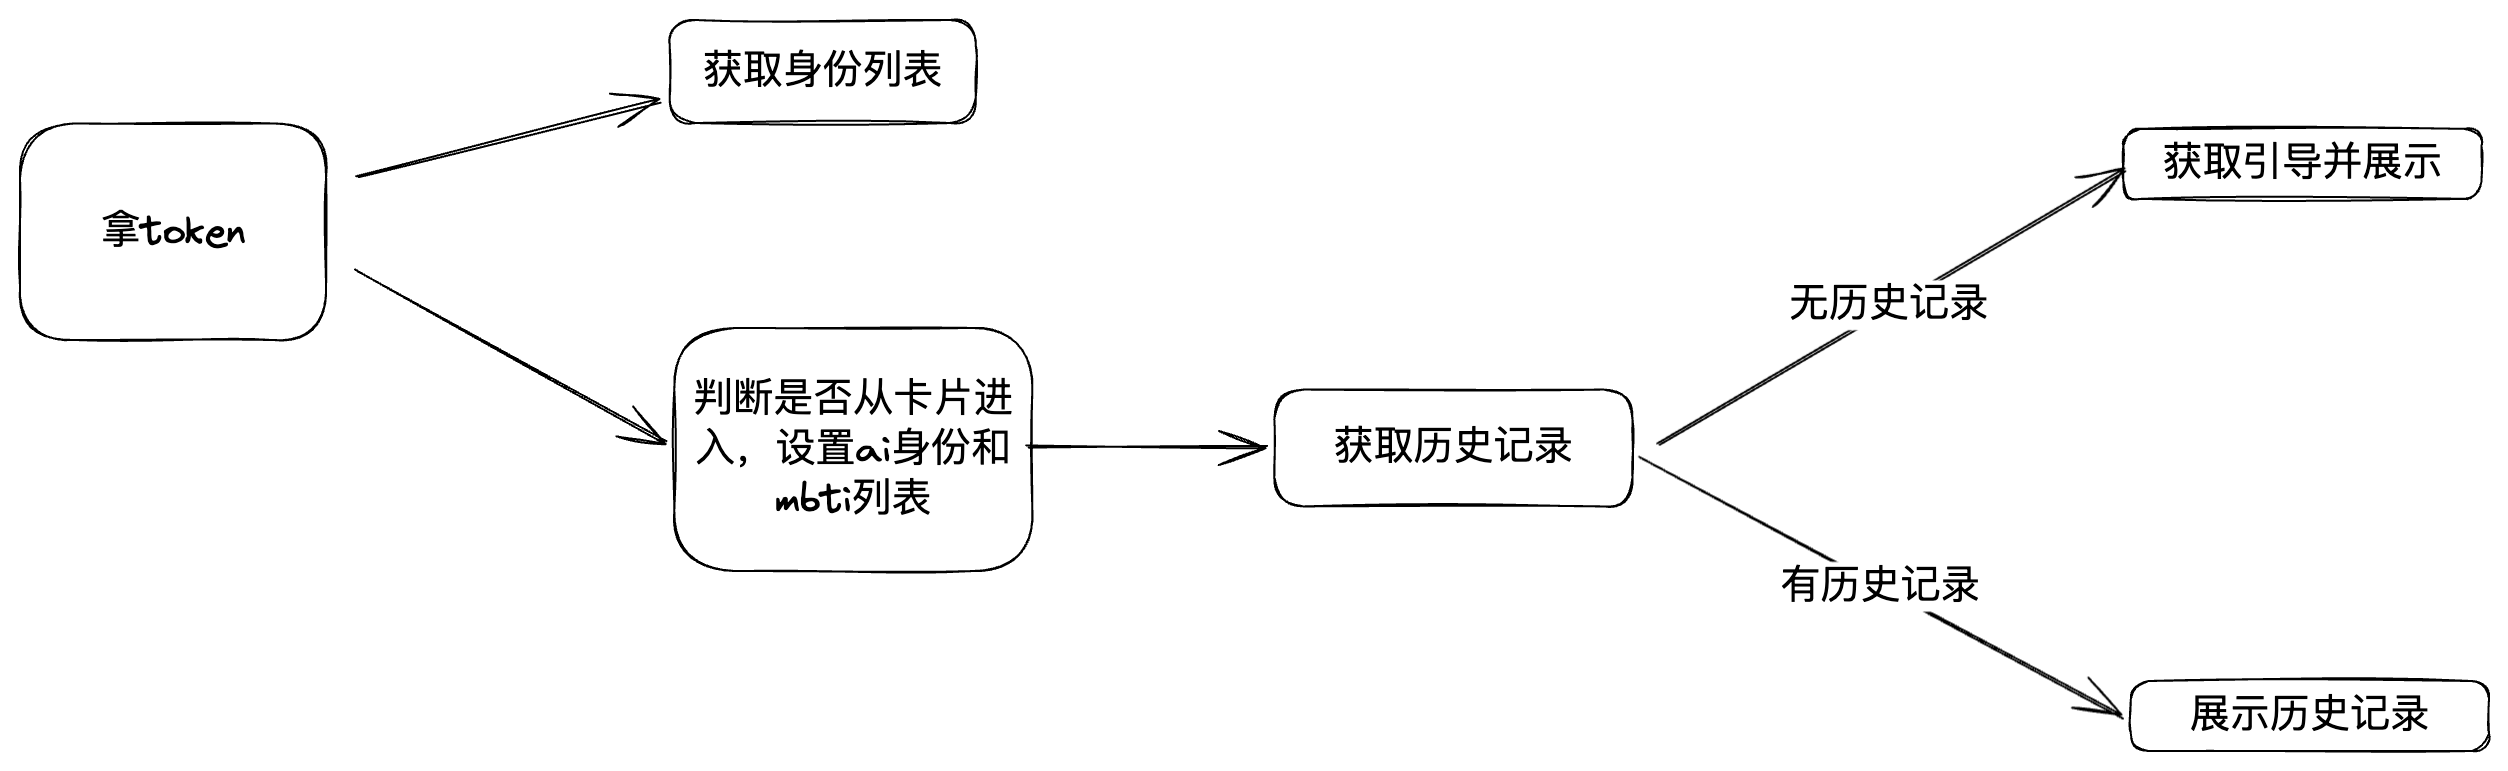 获取身份列表
拿token
判断是否从卡片进
入，设置ai身份和
mbti列表
获取历史记录
无历史记录
获取引导并展示
有历史记录
展示历史记录